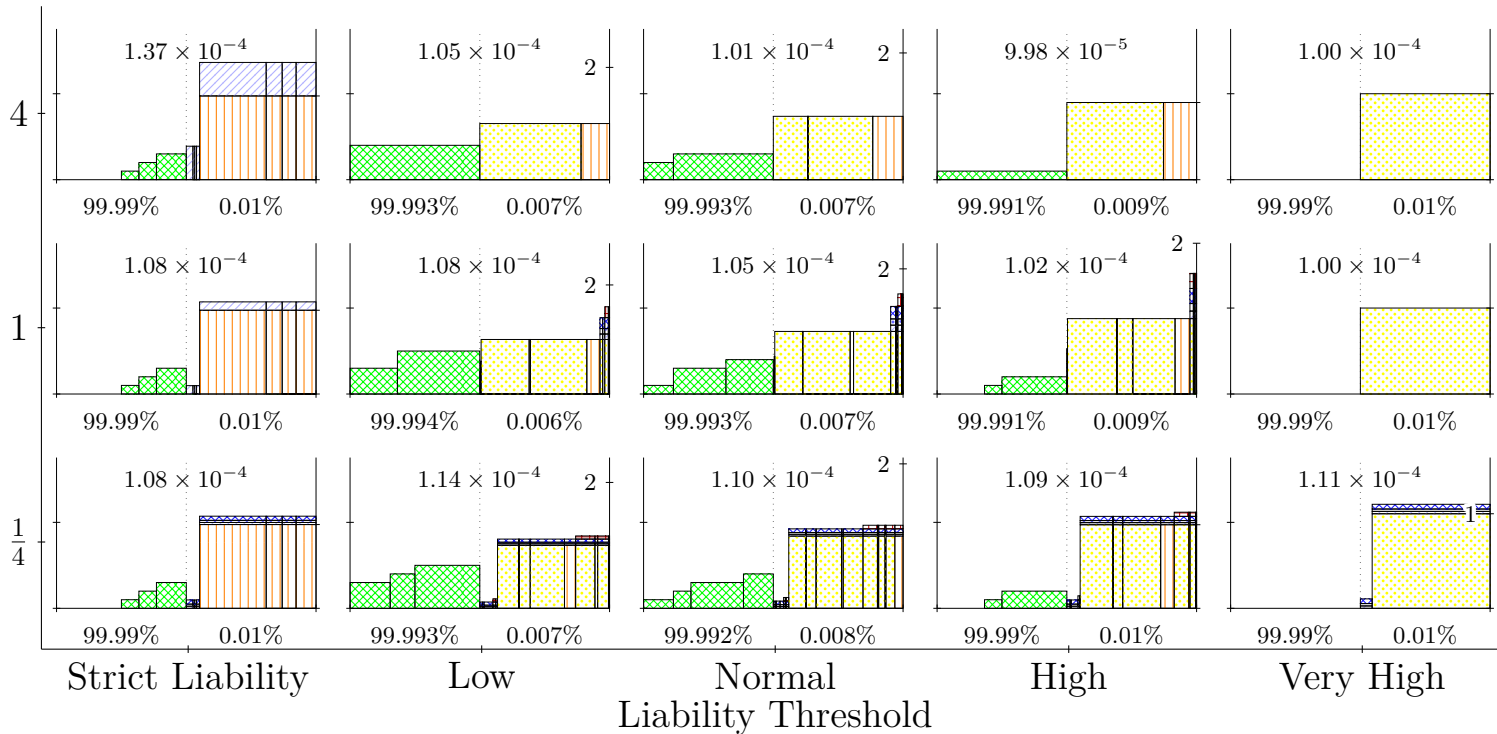 1.37 × 10⁻⁴ 1.05 × 10⁻⁴ 1.01 × 10⁻⁴ 9.98 × 10⁻⁵ 1.00 × 10⁻⁴
2 2
4
99.99% 0.01% 99.993% 0.007% 99.993% 0.007% 99.991% 0.009% 99.99% 0.01%
1.08 × 10⁻⁴ 1.08 × 10⁻⁴ 1.05 × 10⁻⁴ 1.02 × 10⁻⁴ 1.00 × 10⁻⁴
2 2 2
1
99.99% 0.01% 99.994% 0.006% 99.993% 0.007% 99.991% 0.009% 99.99% 0.01%
1.08 × 10⁻⁴ 1.14 × 10⁻⁴ 1.10 × 10⁻⁴ 1.09 × 10⁻⁴ 1.11 × 10⁻⁴
2 2 1
1/4
99.99% 0.01% 99.993% 0.007% 99.992% 0.008% 99.99% 0.01% 99.99% 0.01%
Strict Liability Low Normal High Very High
Liability Threshold